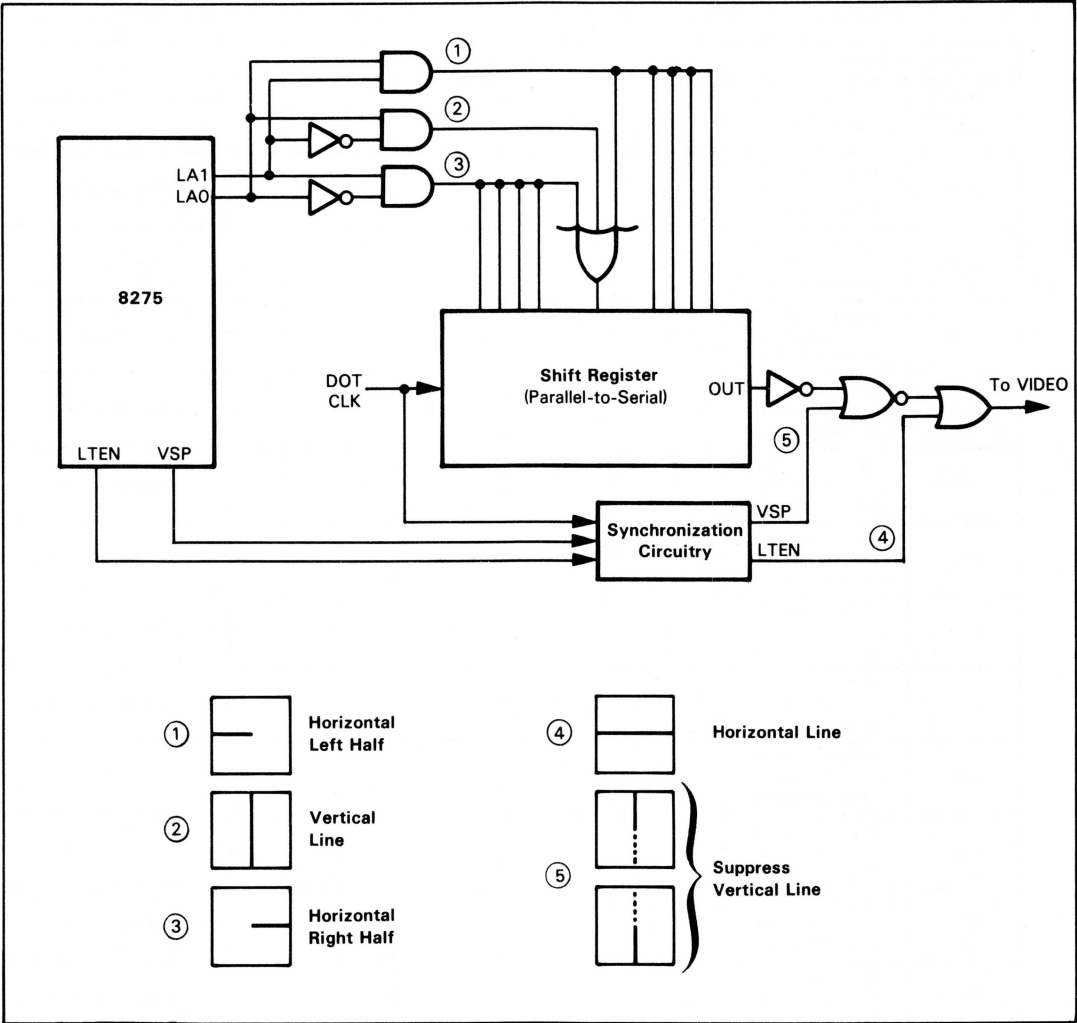 ①
②
③
LA1
LA0
8275
LTEN VSP
DOT
CLK
Shift Register
(Parallel-to-Serial)
OUT
To VIDEO
⑤
④
Synchronization
Circuitry
VSP
LTEN
① Horizontal
Left Half
② Vertical
Line
③ Horizontal
Right Half
④ Horizontal Line
⑤ Suppress
Vertical Line